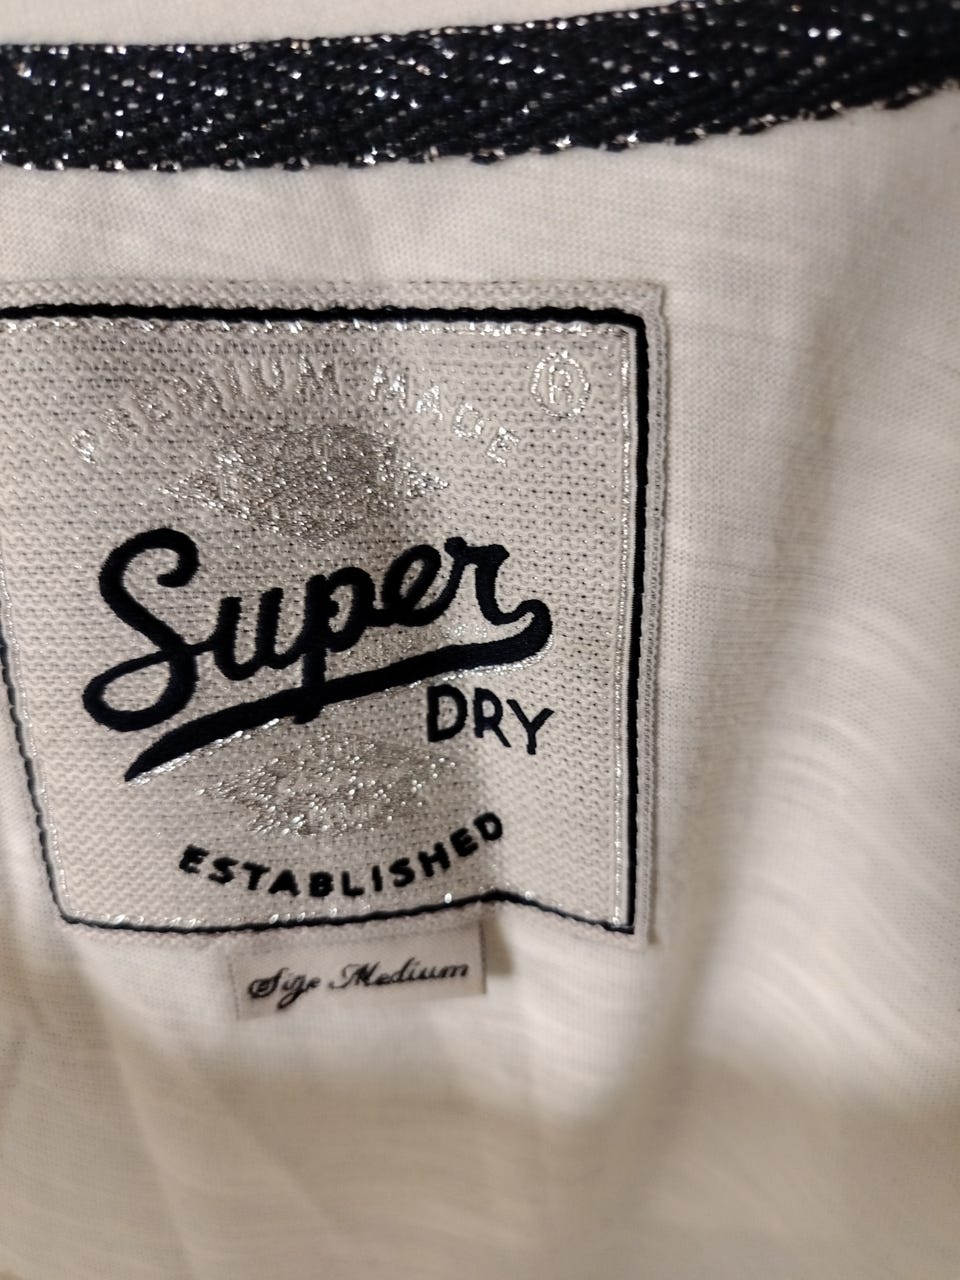 PREMIUM MADE
®
Super
DRY
ESTABLISHED
Size Medium